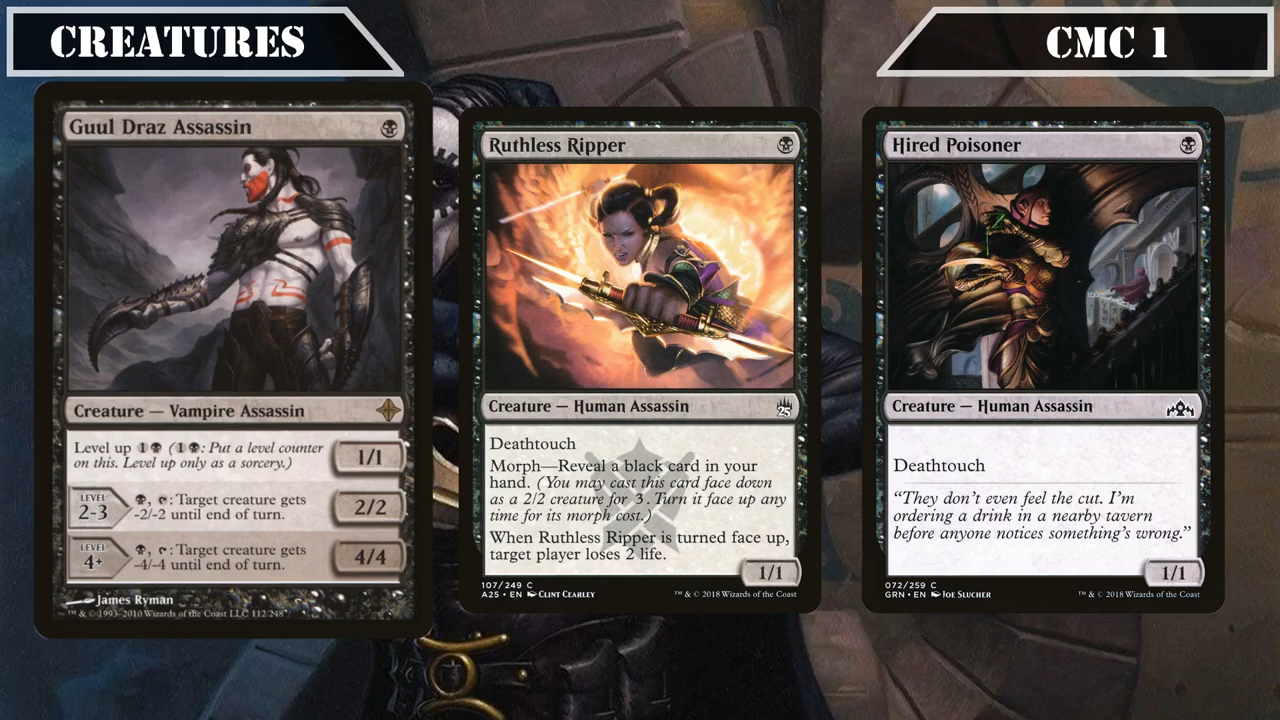 CREATURES
CMC 1
Guul Draz Assassin
Creature — Vampire Assassin
Level up 1B (1B: Put a level counter
on this. Level up only as a sorcery.)
1/1
LEVEL
2-3
B, T: Target creature gets
-2/-2 until end of turn.
2/2
LEVEL
4+
B, T: Target creature gets
-4/-4 until end of turn.
4/4
James Ryman
™ & © 1993–2010 Wizards of the Coast LLC 112/248
Ruthless Ripper
Creature — Human Assassin
25
Deathtouch
Morph—Reveal a black card in your
hand. (You may cast this card face down
as a 2/2 creature for 3. Turn it face up any
time for its morph cost.)
When Ruthless Ripper is turned face up,
target player loses 2 life.
1/1
107/249 C
A25 • EN CLINT CEARLEY
™ & © 2018 Wizards of the Coast
Hired Poisoner
Creature — Human Assassin
Deathtouch
“They don’t even feel the cut. I’m
ordering a drink in a nearby tavern
before anyone notices something’s wrong.”
1/1
072/259 C
GRN • EN JOE SLUCHER
™ & © 2018 Wizards of the Coast